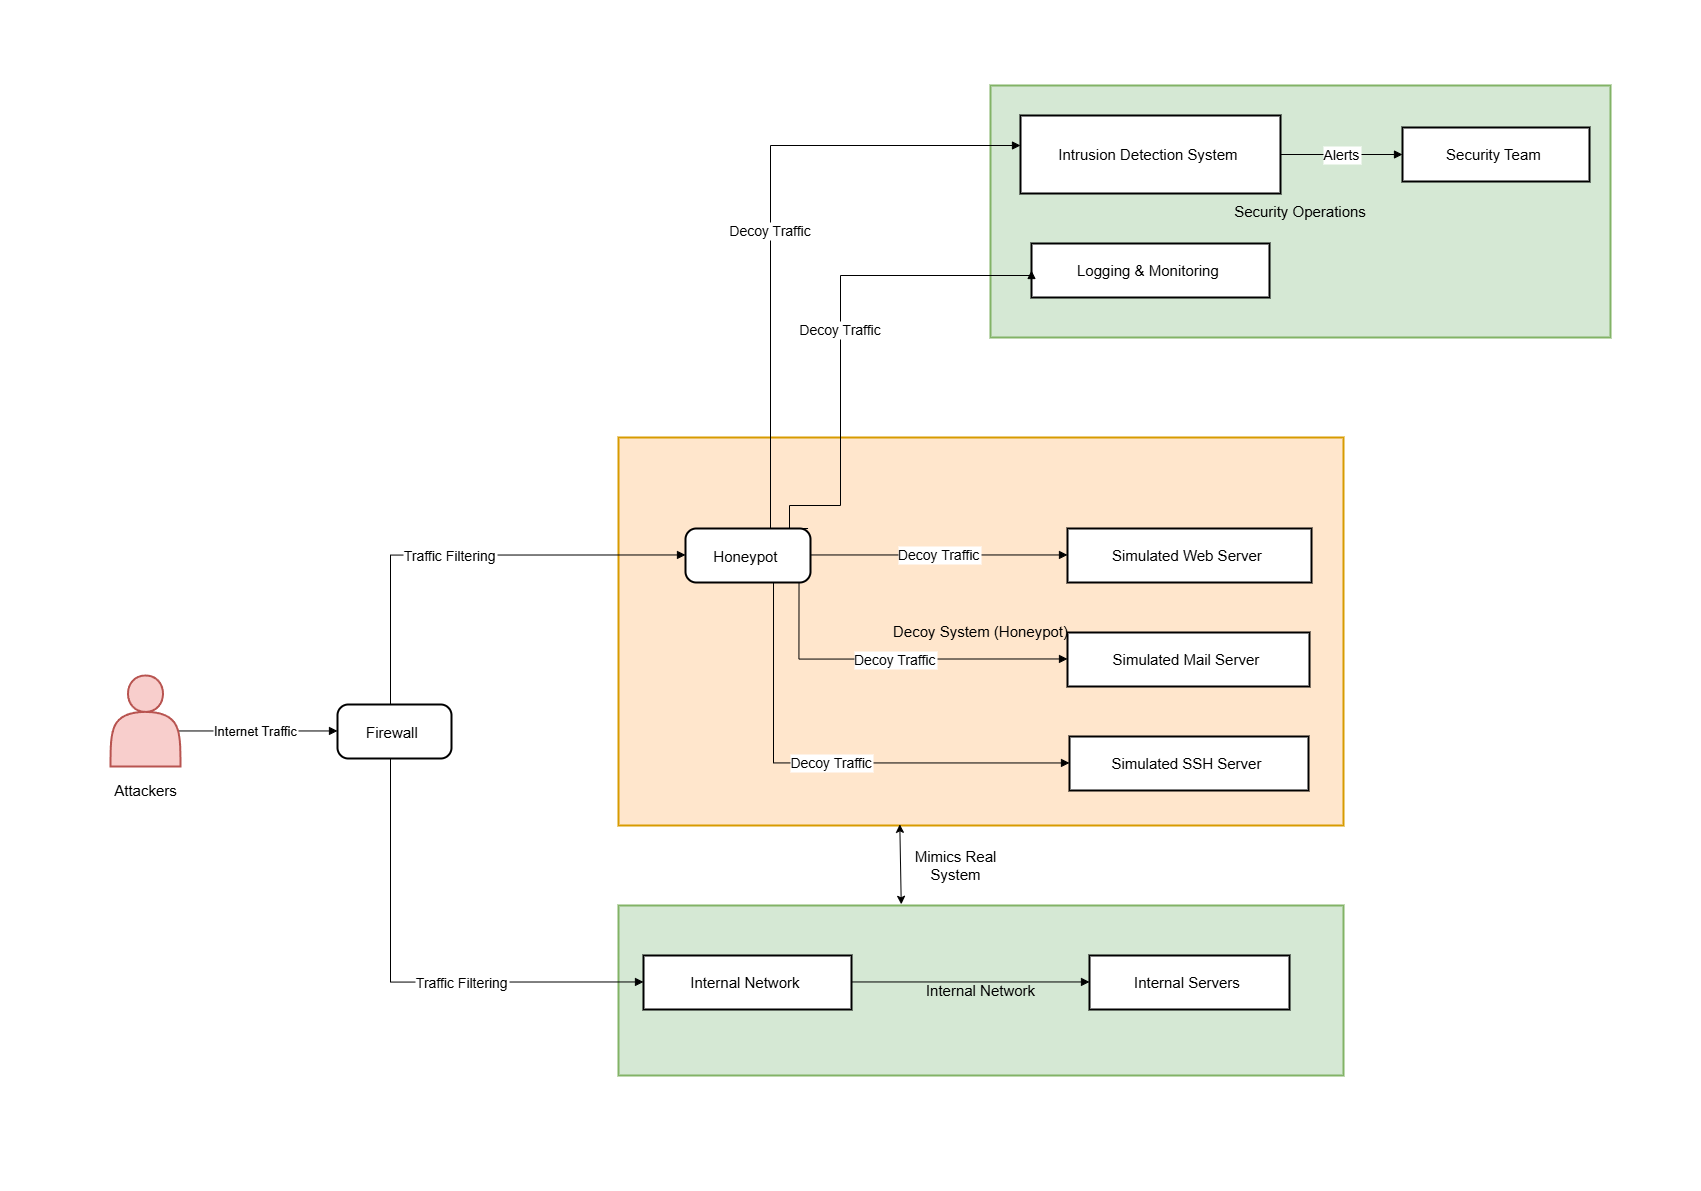 Intrusion Detection System
Alerts
Security Team
Security Operations
Decoy Traffic
Logging & Monitoring
Decoy Traffic
Traffic Filtering
Honeypot
Decoy Traffic
Simulated Web Server
Decoy System (Honeypot)
Decoy Traffic
Simulated Mail Server
Internet Traffic
Firewall
Decoy Traffic
Simulated SSH Server
Attackers
Mimics Real
System
Traffic Filtering
Internal Network
Internal Network
Internal Servers